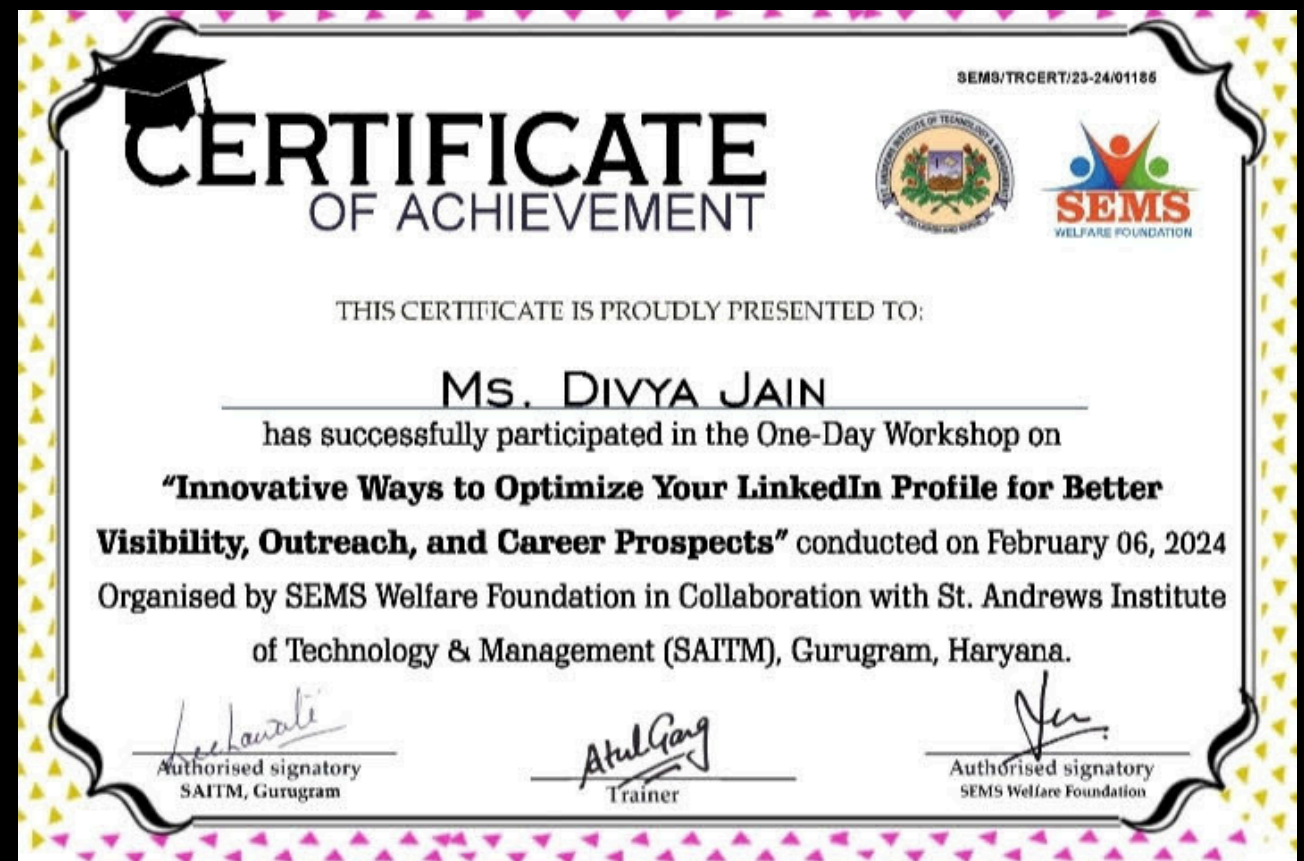 SEMS/TRCERT/23-24/01185
CERTIFICATE
OF ACHIEVEMENT
SEMS
WELFARE FOUNDATION
THIS CERTIFICATE IS PROUDLY PRESENTED TO:
Ms. Divya Jain
has successfully participated in the One-Day Workshop on
"Innovative Ways to Optimize Your LinkedIn Profile for Better
Visibility, Outreach, and Career Prospects" conducted on February 06, 2024
Organised by SEMS Welfare Foundation in Collaboration with St. Andrews Institute
of Technology & Management (SAITM), Gurugram, Haryana.
Atul Garg
Authorised signatory
SAITM, Gurugram
Trainer
Authorised signatory
SEMS Welfare Foundation